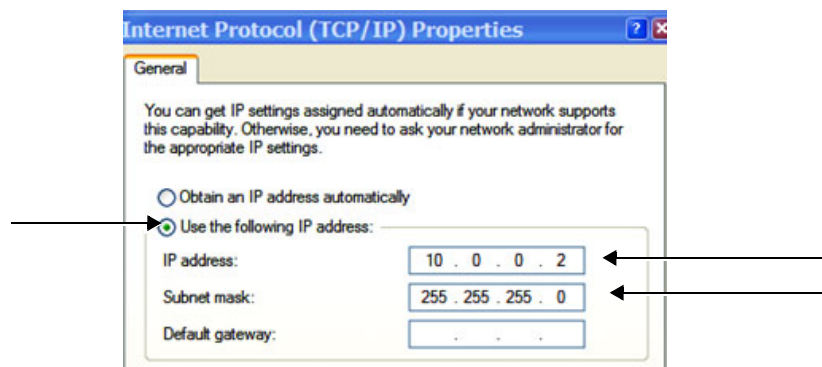 Internet Protocol (TCP/IP) Properties
General
You can get IP settings assigned automatically if your network supports
this capability. Otherwise, you need to ask your network administrator for
the appropriate IP settings.
Obtain an IP address automatically
Use the following IP address:
IP address: 10 . 0 . 0 . 2
Subnet mask: 255 . 255 . 255 . 0
Default gateway: . . .